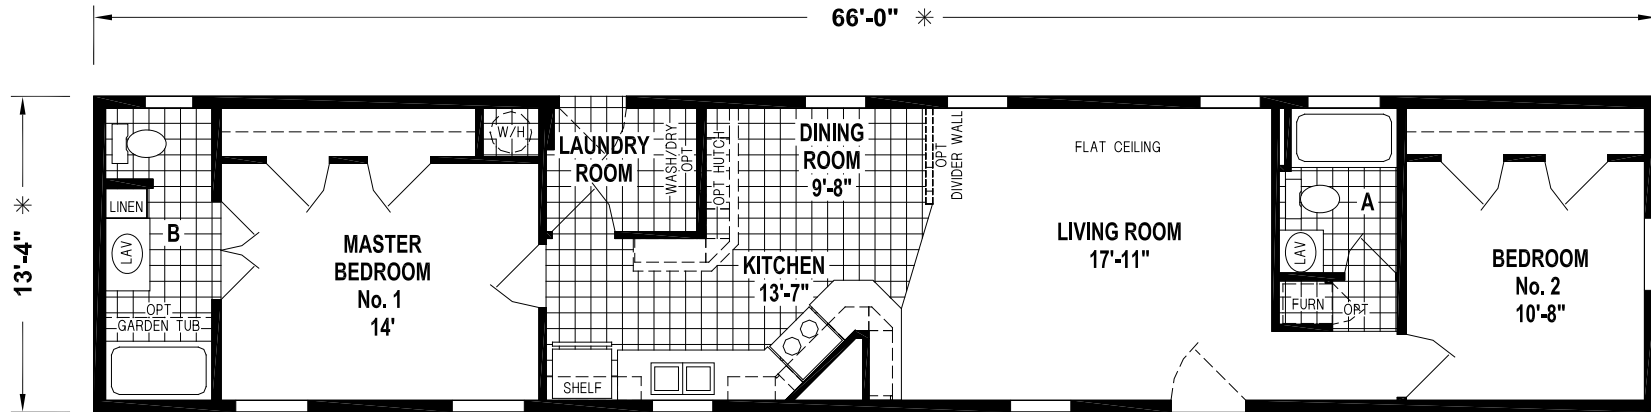 66'-0" ✳
13'-4" ✳
W/H
LAUNDRY
ROOM
WASH/DRY
OPT
OPT HUTCH
DINING
ROOM
9'-8"
OPT
DIVIDER WALL
FLAT CEILING
LINEN
LAV
B
OPT
GARDEN TUB
MASTER
BEDROOM
No. 1
14'
KITCHEN
13'-7"
SHELF
LIVING ROOM
17'-11"
A
LAV
FURN
OPT
BEDROOM
No. 2
10'-8"